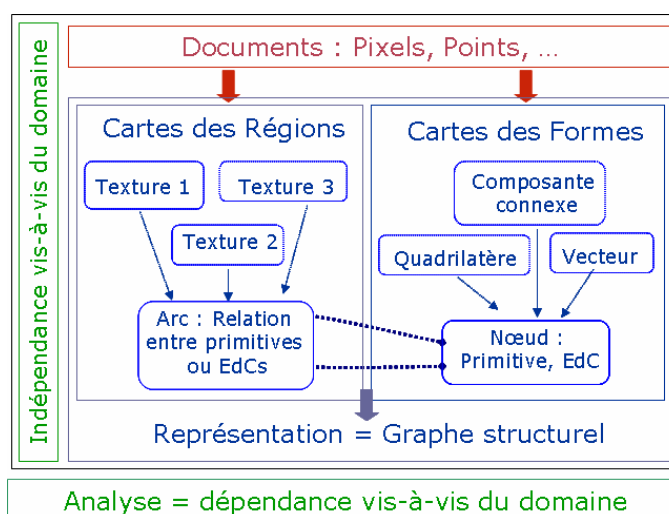 Indépendance vis-à-vis du domaine
Documents : Pixels, Points, ...
Cartes des Régions
Texture 1
Texture 3
Texture 2
Arc : Relation
entre primitives
ou EdCs
Cartes des Formes
Composante
connexe
Quadrilatère
Vecteur
Nœud :
Primitive, EdC
Représentation = Graphe structurel
Analyse = dépendance vis-à-vis du domaine